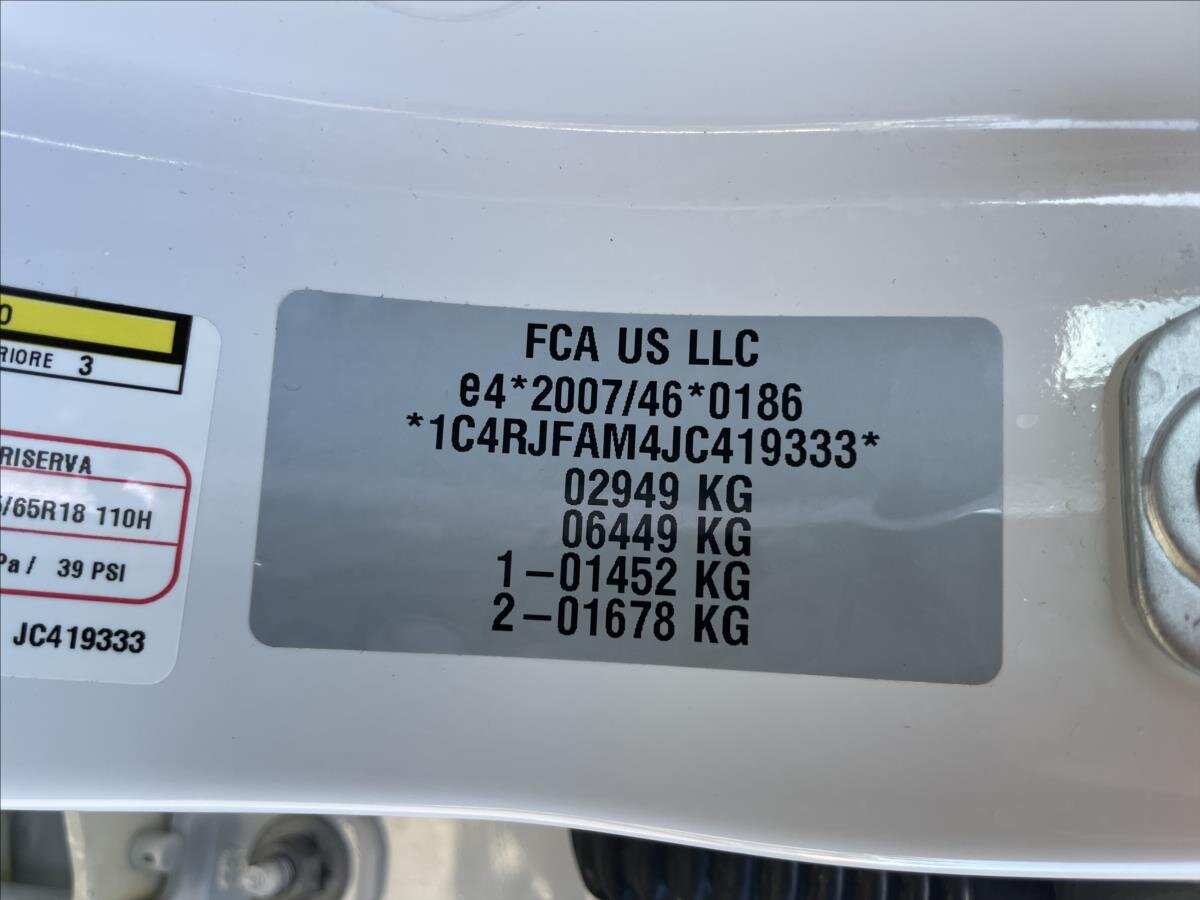 RIORE 3
RISERVA
/65R18 110H
Pa / 39 PSI
JC419333
FCA US LLC
e4*2007/46*0186
*1C4RJFAM4JC419333*
02949 KG
06449 KG
1-01452 KG
2-01678 KG